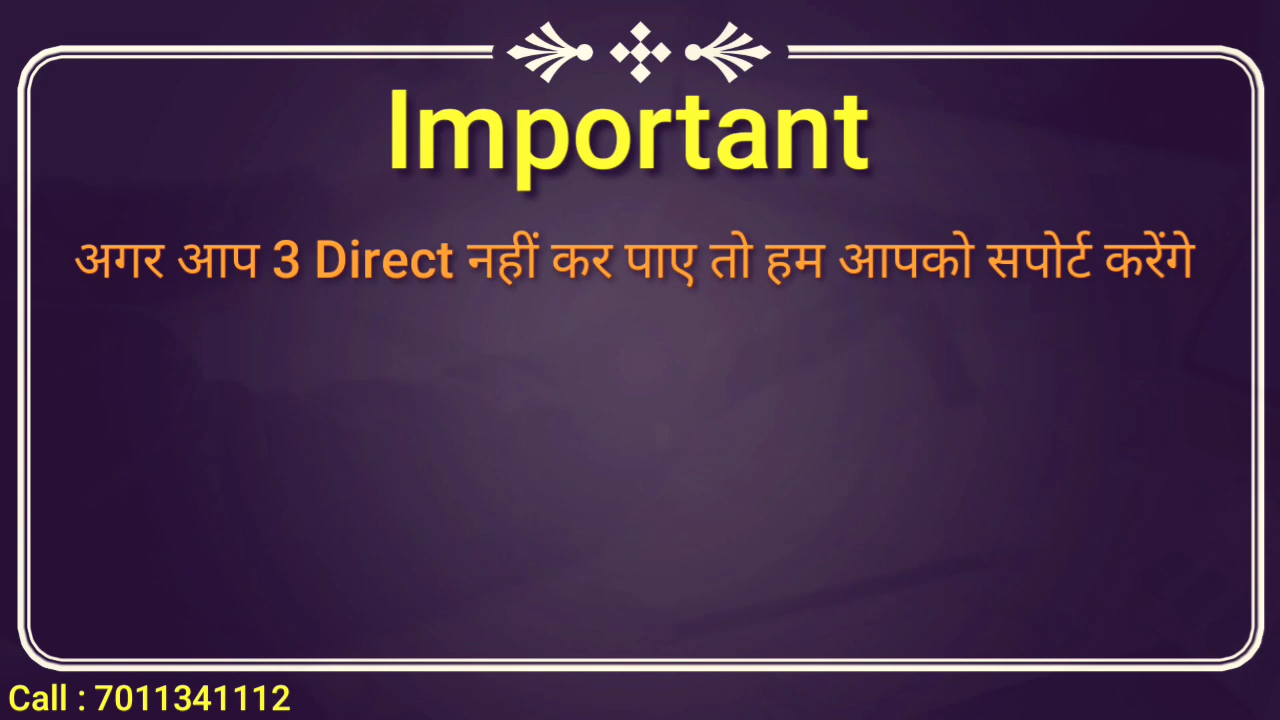 Important
अगर आप 3 Direct नहीं कर पाए तो हम आपको सपोर्ट करेंगे
Call : 7011341112